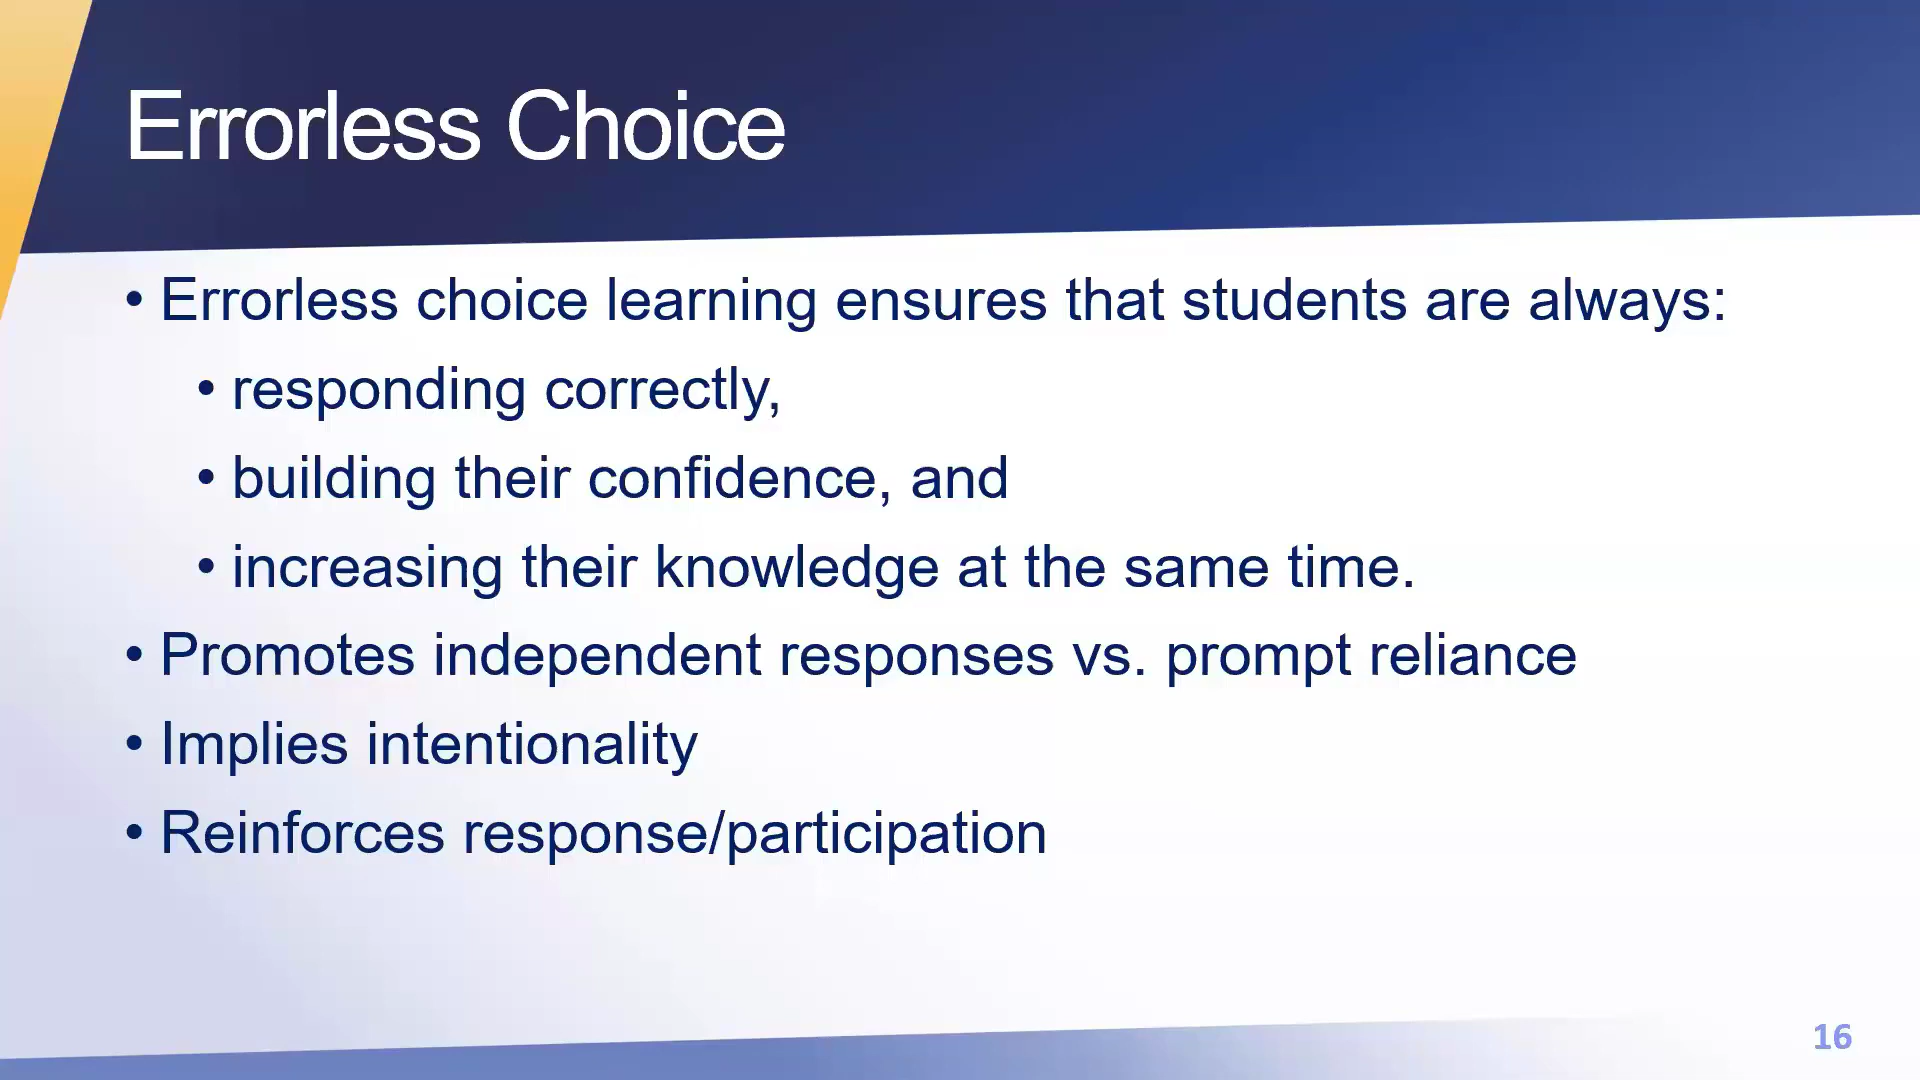 Errorless Choice
• Errorless choice learning ensures that students are always:
• responding correctly,
• building their confidence, and
• increasing their knowledge at the same time.
• Promotes independent responses vs. prompt reliance
• Implies intentionality
• Reinforces response/participation
16